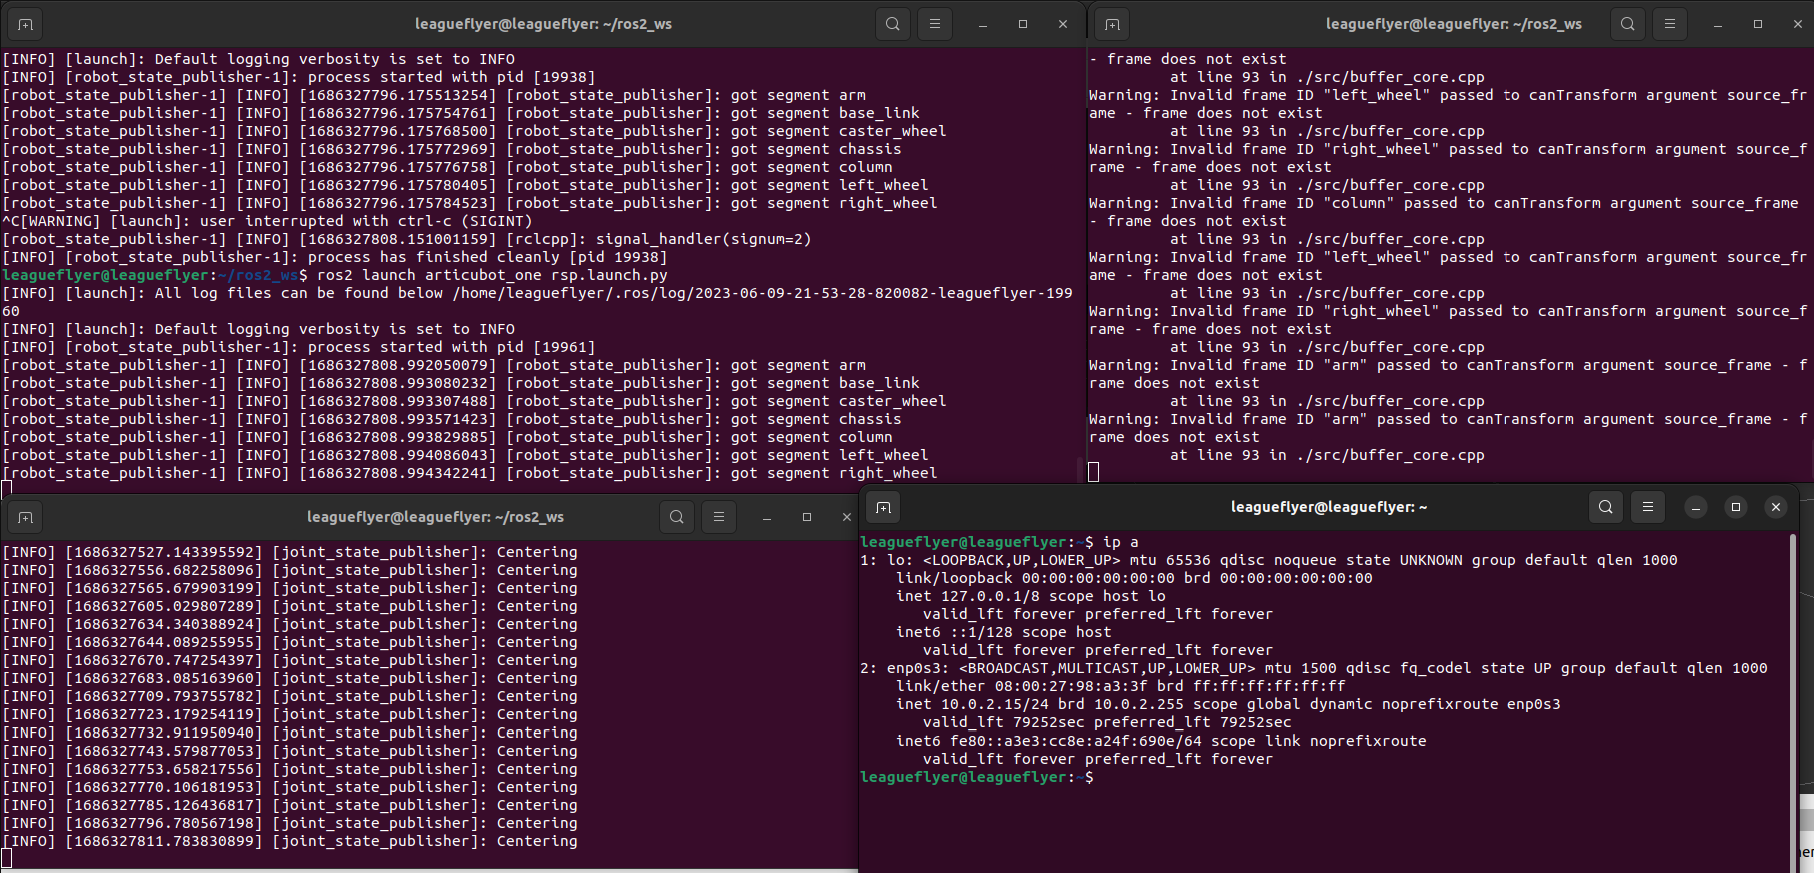 leagueflyer@leagueflyer: ~/ros2_ws
[INFO] [launch]: Default logging verbosity is set to INFO
[INFO] [robot_state_publisher-1]: process started with pid [19938]
[robot_state_publisher-1] [INFO] [1686327796.175513254] [robot_state_publisher]: got segment arm
[robot_state_publisher-1] [INFO] [1686327796.175754761] [robot_state_publisher]: got segment base_link
[robot_state_publisher-1] [INFO] [1686327796.175768500] [robot_state_publisher]: got segment caster_wheel
[robot_state_publisher-1] [INFO] [1686327796.175772969] [robot_state_publisher]: got segment chassis
[robot_state_publisher-1] [INFO] [1686327796.175776758] [robot_state_publisher]: got segment column
[robot_state_publisher-1] [INFO] [1686327796.175780405] [robot_state_publisher]: got segment left_wheel
[robot_state_publisher-1] [INFO] [1686327796.175784523] [robot_state_publisher]: got segment right_wheel
^C[WARNING] [launch]: user interrupted with ctrl-c (SIGINT)
[robot_state_publisher-1] [INFO] [1686327808.151001159] [rclcpp]: signal_handler(signum=2)
[INFO] [robot_state_publisher-1]: process has finished cleanly [pid 19938]
leagueflyer@leagueflyer:~/ros2_ws$ ros2 launch articubot_one rsp.launch.py
[INFO] [launch]: All log files can be found below /home/leagueflyer/.ros/log/2023-06-09-21-53-28-820082-leagueflyer-199
60
[INFO] [launch]: Default logging verbosity is set to INFO
[INFO] [robot_state_publisher-1]: process started with pid [19961]
[robot_state_publisher-1] [INFO] [1686327808.992050079] [robot_state_publisher]: got segment arm
[robot_state_publisher-1] [INFO] [1686327808.993080232] [robot_state_publisher]: got segment base_link
[robot_state_publisher-1] [INFO] [1686327808.993307488] [robot_state_publisher]: got segment caster_wheel
[robot_state_publisher-1] [INFO] [1686327808.993571423] [robot_state_publisher]: got segment chassis
[robot_state_publisher-1] [INFO] [1686327808.993829885] [robot_state_publisher]: got segment column
[robot_state_publisher-1] [INFO] [1686327808.994086043] [robot_state_publisher]: got segment left_wheel
[robot_state_publisher-1] [INFO] [1686327808.994342241] [robot_state_publisher]: got segment right_wheel
leagueflyer@leagueflyer: ~/ros2_ws
- frame does not exist
at line 93 in ./src/buffer_core.cpp
Warning: Invalid frame ID "left_wheel" passed to canTransform argument source_fr
ame - frame does not exist
at line 93 in ./src/buffer_core.cpp
Warning: Invalid frame ID "right_wheel" passed to canTransform argument source_f
rame - frame does not exist
at line 93 in ./src/buffer_core.cpp
Warning: Invalid frame ID "column" passed to canTransform argument source_frame
- frame does not exist
at line 93 in ./src/buffer_core.cpp
Warning: Invalid frame ID "left_wheel" passed to canTransform argument source_fr
ame - frame does not exist
at line 93 in ./src/buffer_core.cpp
Warning: Invalid frame ID "right_wheel" passed to canTransform argument source_f
rame - frame does not exist
at line 93 in ./src/buffer_core.cpp
Warning: Invalid frame ID "arm" passed to canTransform argument source_frame - f
rame does not exist
at line 93 in ./src/buffer_core.cpp
Warning: Invalid frame ID "arm" passed to canTransform argument source_frame - f
rame does not exist
at line 93 in ./src/buffer_core.cpp
leagueflyer@leagueflyer: ~/ros2_ws
[INFO] [1686327527.143395592] [joint_state_publisher]: Centering
[INFO] [1686327556.682258096] [joint_state_publisher]: Centering
[INFO] [1686327565.679903199] [joint_state_publisher]: Centering
[INFO] [1686327605.029807289] [joint_state_publisher]: Centering
[INFO] [1686327634.340388924] [joint_state_publisher]: Centering
[INFO] [1686327644.089255955] [joint_state_publisher]: Centering
[INFO] [1686327670.747254397] [joint_state_publisher]: Centering
[INFO] [1686327683.085163960] [joint_state_publisher]: Centering
[INFO] [1686327709.793755782] [joint_state_publisher]: Centering
[INFO] [1686327723.179254119] [joint_state_publisher]: Centering
[INFO] [1686327732.911950940] [joint_state_publisher]: Centering
[INFO] [1686327743.579877053] [joint_state_publisher]: Centering
[INFO] [1686327753.658217556] [joint_state_publisher]: Centering
[INFO] [1686327770.106181953] [joint_state_publisher]: Centering
[INFO] [1686327785.126436817] [joint_state_publisher]: Centering
[INFO] [1686327796.780567198] [joint_state_publisher]: Centering
[INFO] [1686327811.783830899] [joint_state_publisher]: Centering
leagueflyer@leagueflyer: ~
leagueflyer@leagueflyer:~$ ip a
1: lo: <LOOPBACK,UP,LOWER_UP> mtu 65536 qdisc noqueue state UNKNOWN group default qlen 1000
link/loopback 00:00:00:00:00:00 brd 00:00:00:00:00:00
inet 127.0.0.1/8 scope host lo
valid_lft forever preferred_lft forever
inet6 ::1/128 scope host
valid_lft forever preferred_lft forever
2: enp0s3: <BROADCAST,MULTICAST,UP,LOWER_UP> mtu 1500 qdisc fq_codel state UP group default qlen 1000
link/ether 08:00:27:98:a3:3f brd ff:ff:ff:ff:ff:ff
inet 10.0.2.15/24 brd 10.0.2.255 scope global dynamic noprefixroute enp0s3
valid_lft 79252sec preferred_lft 79252sec
inet6 fe80::a3e3:cc8e:a24f:690e/64 scope link noprefixroute
valid_lft forever preferred_lft forever
leagueflyer@leagueflyer:~$